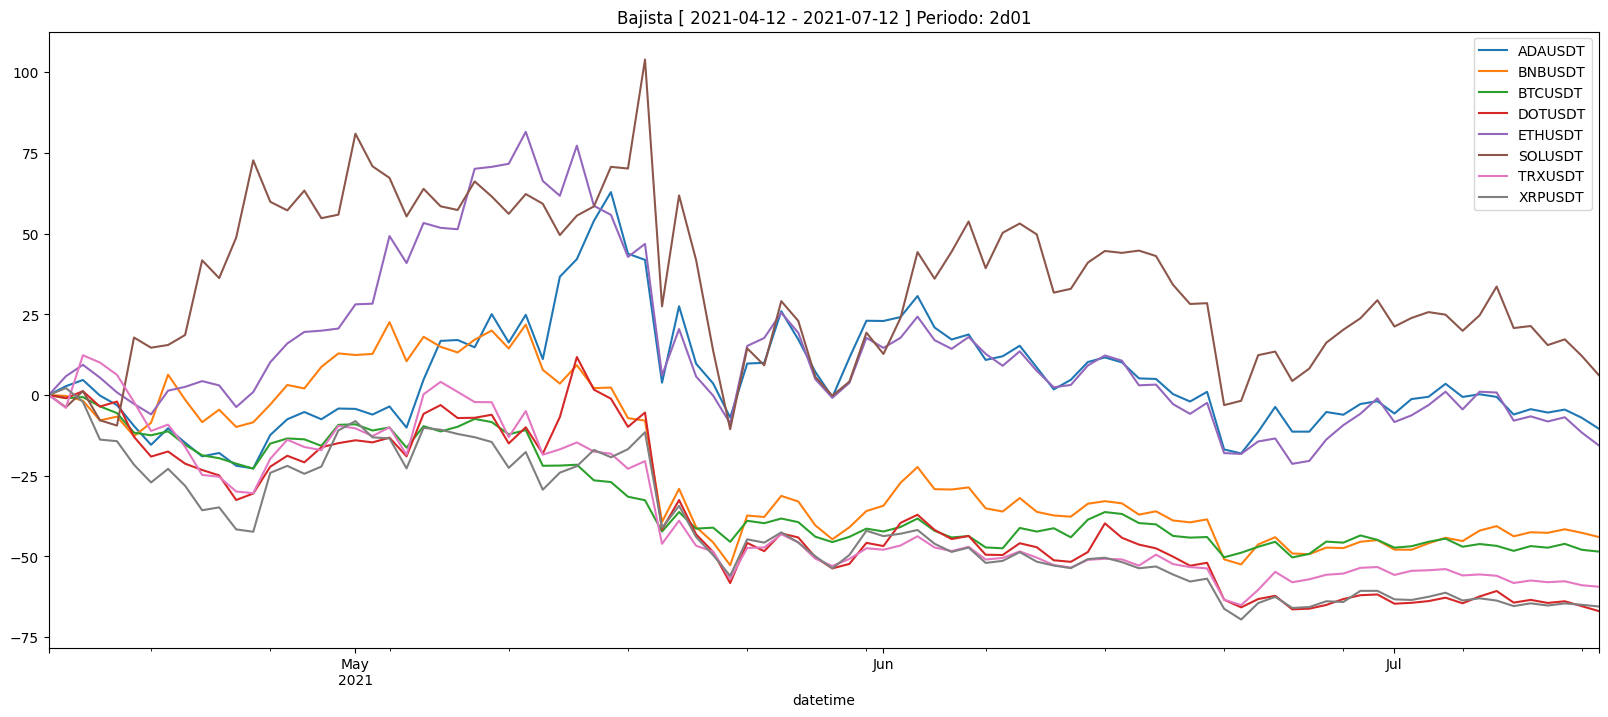 Bajista [ 2021-04-12 - 2021-07-12 ] Periodo: 2d01
ADAUSDT
BNBUSDT
BTCUSDT
DOTUSDT
ETHUSDT
SOLUSDT
TRXUSDT
XRPUSDT
100
75
50
25
0
−25
−50
−75
May Jun Jul
2021
datetime